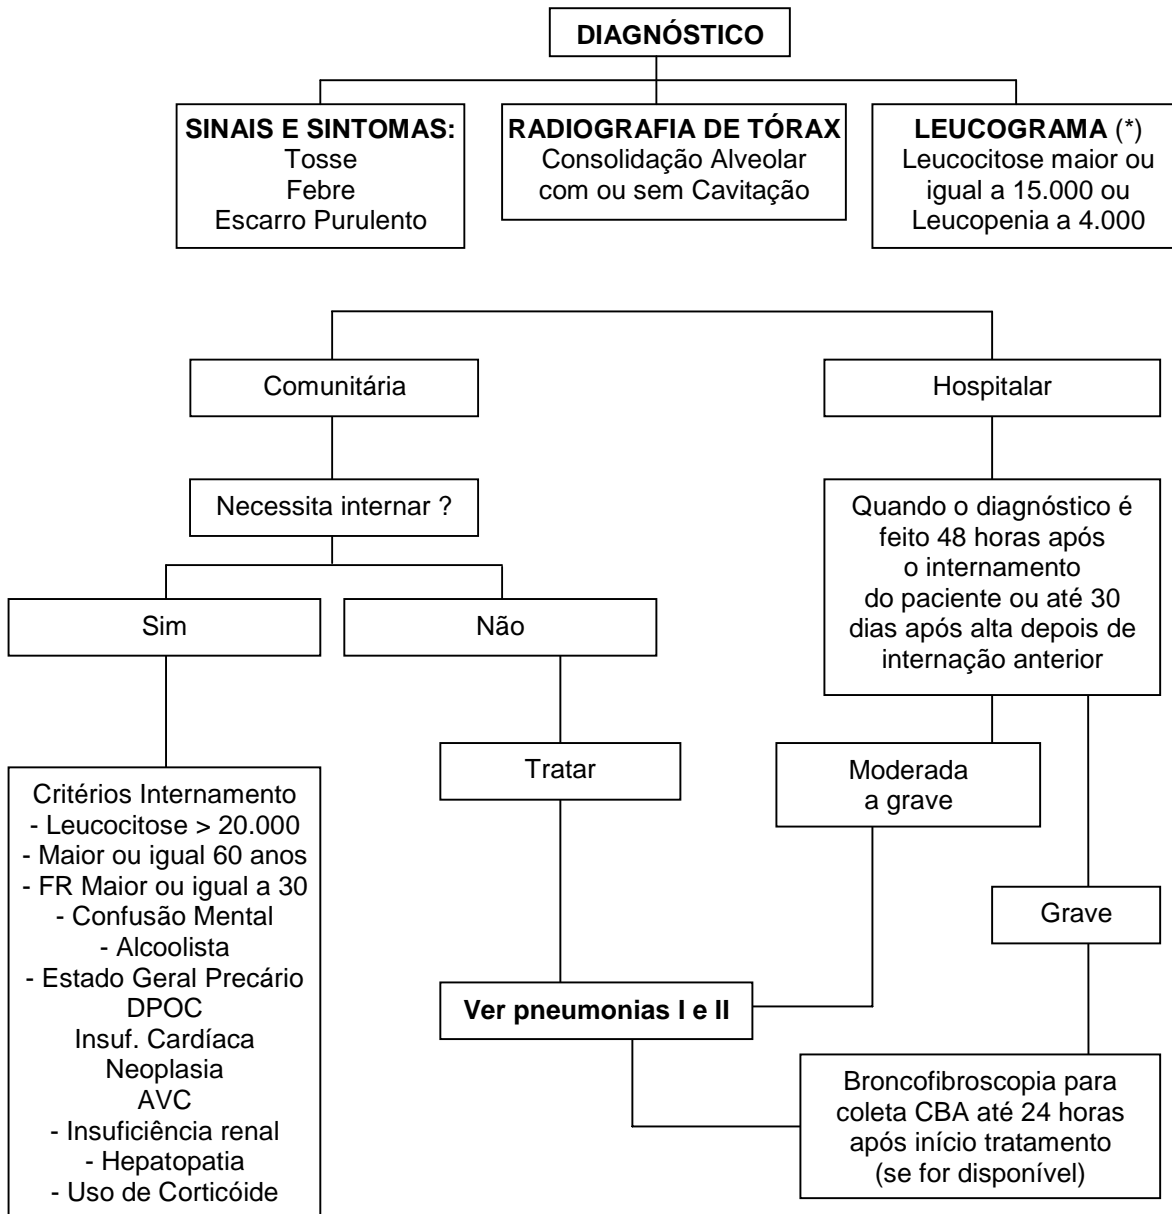 DIAGNÓSTICO
SINAIS E SINTOMAS:
Tosse
Febre
Escarro Purulento
RADIOGRAFIA DE TÓRAX
Consolidação Alveolar
com ou sem Cavitação
LEUCOGRAMA (*)
Leucocitose maior ou
igual a 15.000 ou
Leucopenia a 4.000
Comunitária
Hospitalar
Necessita internar ?
Quando o diagnóstico é
feito 48 horas após
o internamento
do paciente ou até 30
dias após alta depois de
internação anterior
Sim
Não
Tratar
Moderada
a grave
Critérios Internamento
- Leucocitose > 20.000
- Maior ou igual 60 anos
- FR Maior ou igual a 30
- Confusão Mental
- Alcoolista
- Estado Geral Precário
DPOC
Insuf. Cardíaca
Neoplasia
AVC
- Insuficiência renal
- Hepatopatia
- Uso de Corticóide
Grave
Ver pneumonias I e II
Broncofibroscopia para
coleta CBA até 24 horas
após início tratamento
(se for disponível)